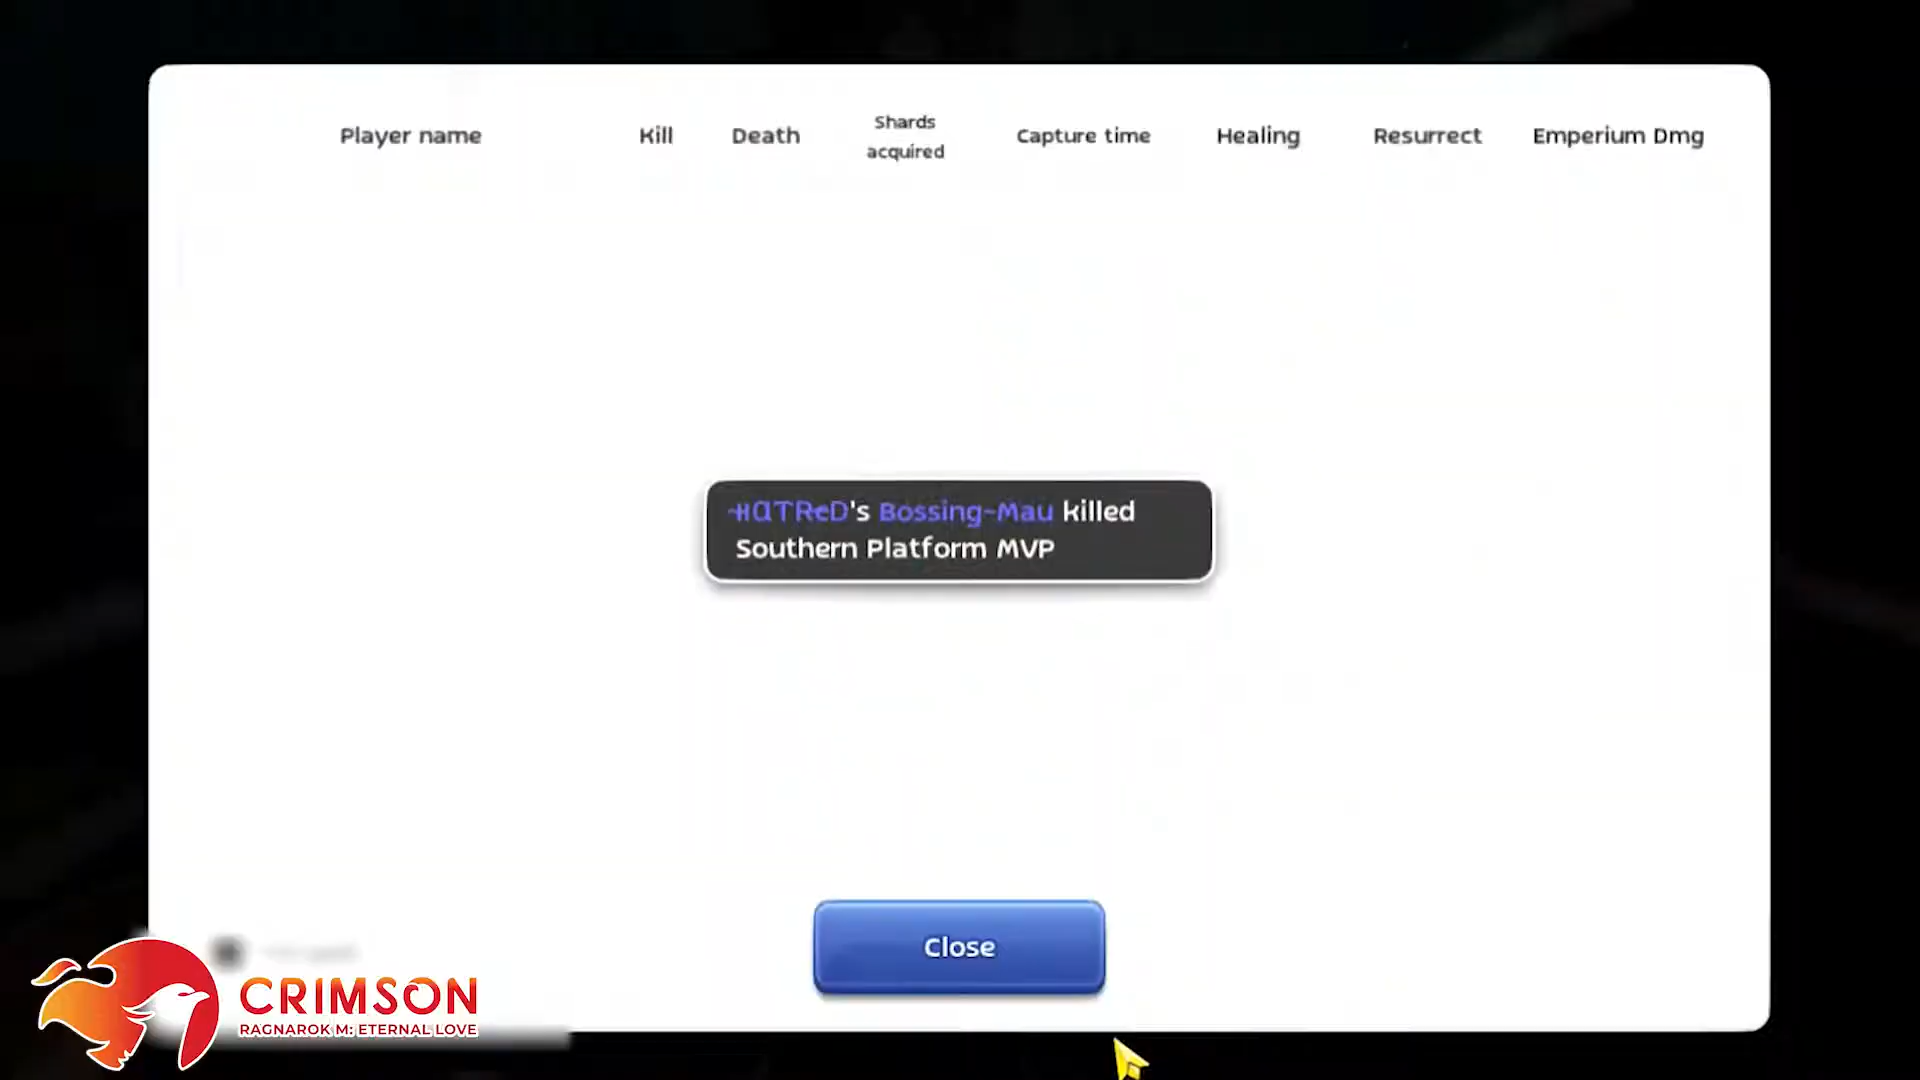 Player name Kill Death Shards acquired Capture time Healing Resurrect Emperium Dmg
HATReD's Bossing~Mau killed
Southern Platform MVP
Close
CRIMSON
RAGNAROK M: ETERNAL LOVE